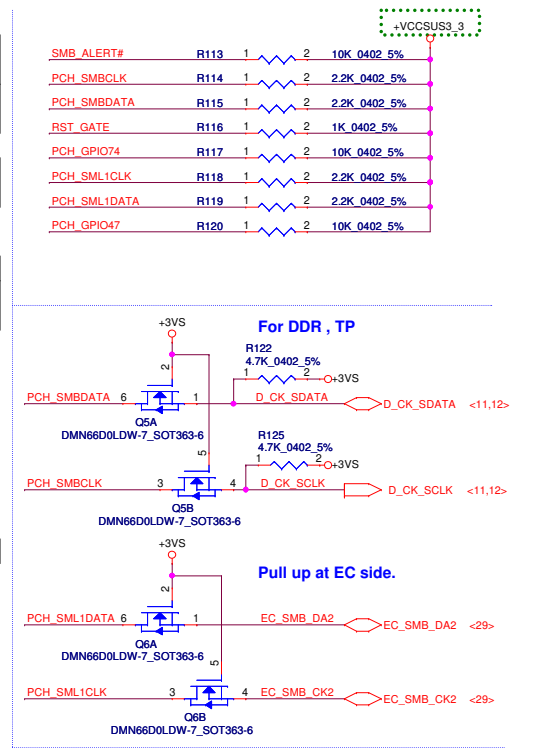 +VCCSUS3_3
SMB_ALERT# R113 1 2 10K_0402_5%
PCH_SMBCLK R114 1 2 2.2K_0402_5%
PCH_SMBDATA R115 1 2 2.2K_0402_5%
RST_GATE R116 1 2 1K_0402_5%
PCH_GPIO74 R117 1 2 10K_0402_5%
PCH_SML1CLK R118 1 2 2.2K_0402_5%
PCH_SML1DATA R119 1 2 2.2K_0402_5%
PCH_GPIO47 R120 1 2 10K_0402_5%
+3VS
For DDR , TP
R122
4.7K_0402_5%
2
1 2 +3VS
PCH_SMBDATA 6 1 D_CK_SDATA D_CK_SDATA <11,12>
Q5A
DMN66D0LDW-7_SOT363-6
R125
4.7K_0402_5%
5
1 2 +3VS
PCH_SMBCLK 3 4 D_CK_SCLK D_CK_SCLK <11,12>
Q5B
DMN66D0LDW-7_SOT363-6
+3VS
Pull up at EC side.
2
PCH_SML1DATA 6 1 EC_SMB_DA2 EC_SMB_DA2 <29>
Q6A
DMN66D0LDW-7_SOT363-6
5
PCH_SML1CLK 3 4 EC_SMB_CK2 EC_SMB_CK2 <29>
Q6B
DMN66D0LDW-7_SOT363-6